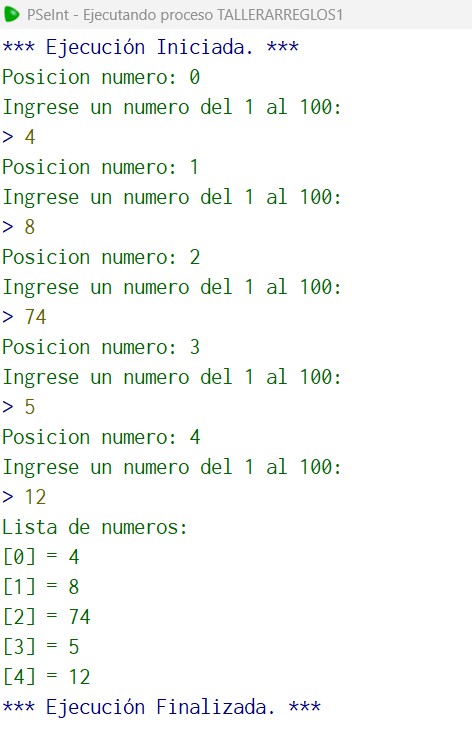 PSeInt - Ejecutando proceso TALLERARREGLOS1
*** Ejecución Iniciada. ***
Posicion numero: 0
Ingrese un numero del 1 al 100:
> 4
Posicion numero: 1
Ingrese un numero del 1 al 100:
> 8
Posicion numero: 2
Ingrese un numero del 1 al 100:
> 74
Posicion numero: 3
Ingrese un numero del 1 al 100:
> 5
Posicion numero: 4
Ingrese un numero del 1 al 100:
> 12
Lista de numeros:
[0] = 4
[1] = 8
[2] = 74
[3] = 5
[4] = 12
*** Ejecución Finalizada. ***